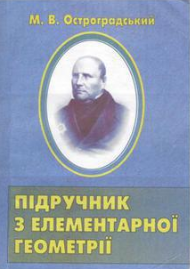 М. В. Остроградський
ПІДРУЧНИК
З ЕЛЕМЕНТАРНОЇ
ГЕОМЕТРІЇ